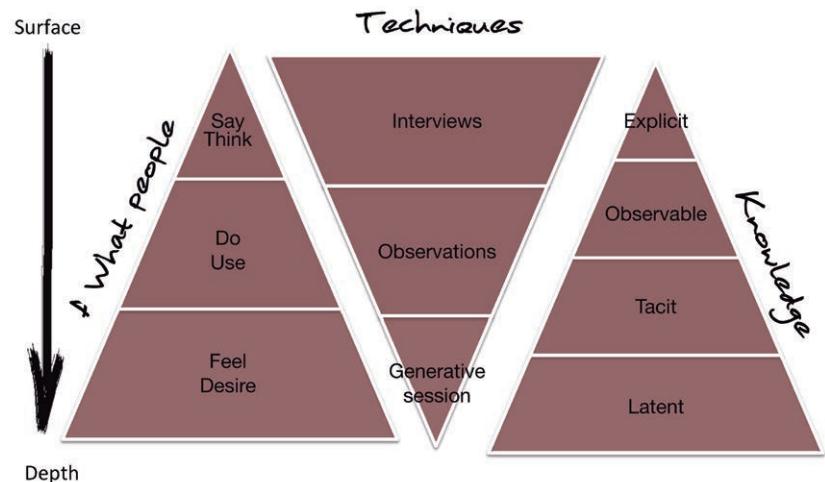 Surface
Techniques
Say
Think
Interviews
Explicit
What people
Do
Use
Observations
Observable
Knowledge
Tacit
Feel
Desire
Generative
session
Latent
Depth